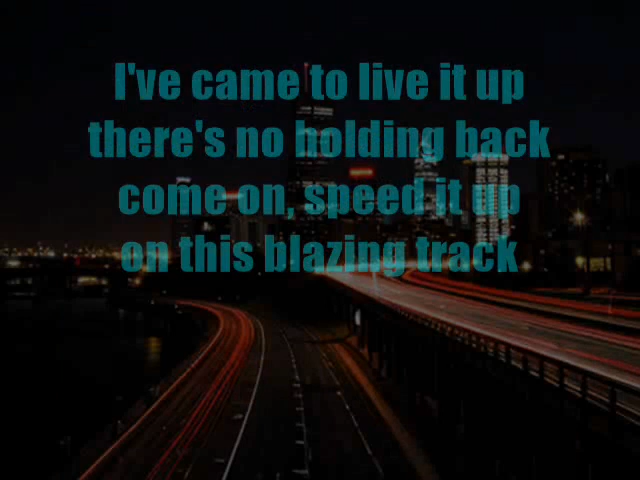 I've came to live it up
there's no holding back
come on, speed it up
on this blazing track